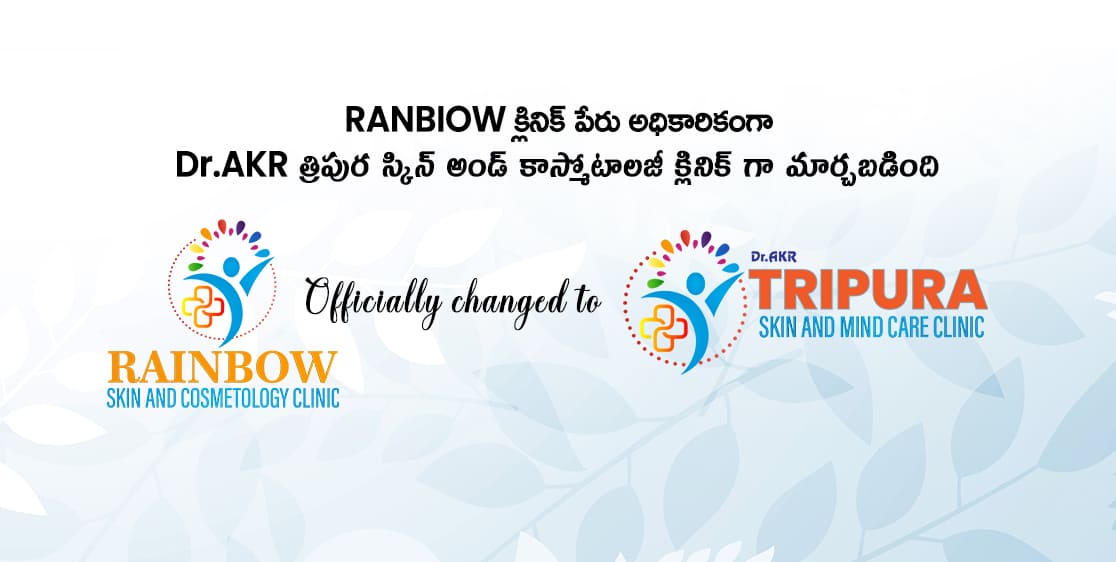 RANBIOW క్లినిక్ పేరు అధికారికంగా
Dr.AKR త్రిపుర స్కిన్ అండ్ కాస్మోటాలజీ క్లినిక్ గా మార్చబడింది
RAINBOW
SKIN AND COSMETOLOGY CLINIC
Officially changed to
Dr.AKR
TRIPURA
SKIN AND MIND CARE CLINIC